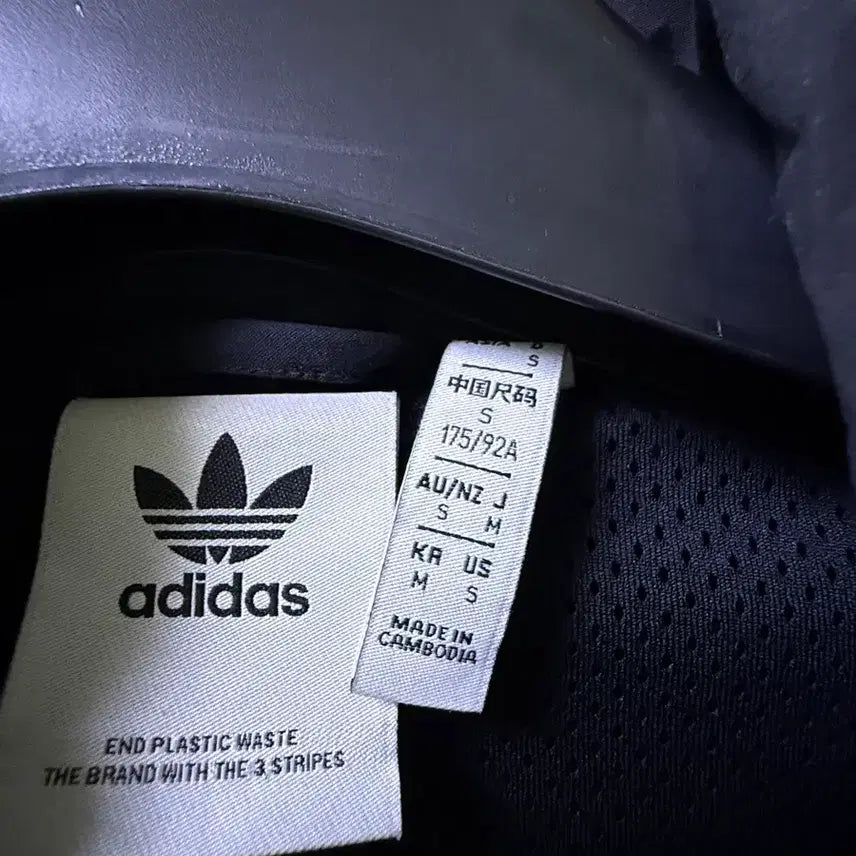 adidas
END PLASTIC WASTE
THE BRAND WITH THE 3 STRIPES
S
中国尺码
S
175/92A
AU/NZ J
S M
KR US
M S
MADE IN
CAMBODIA